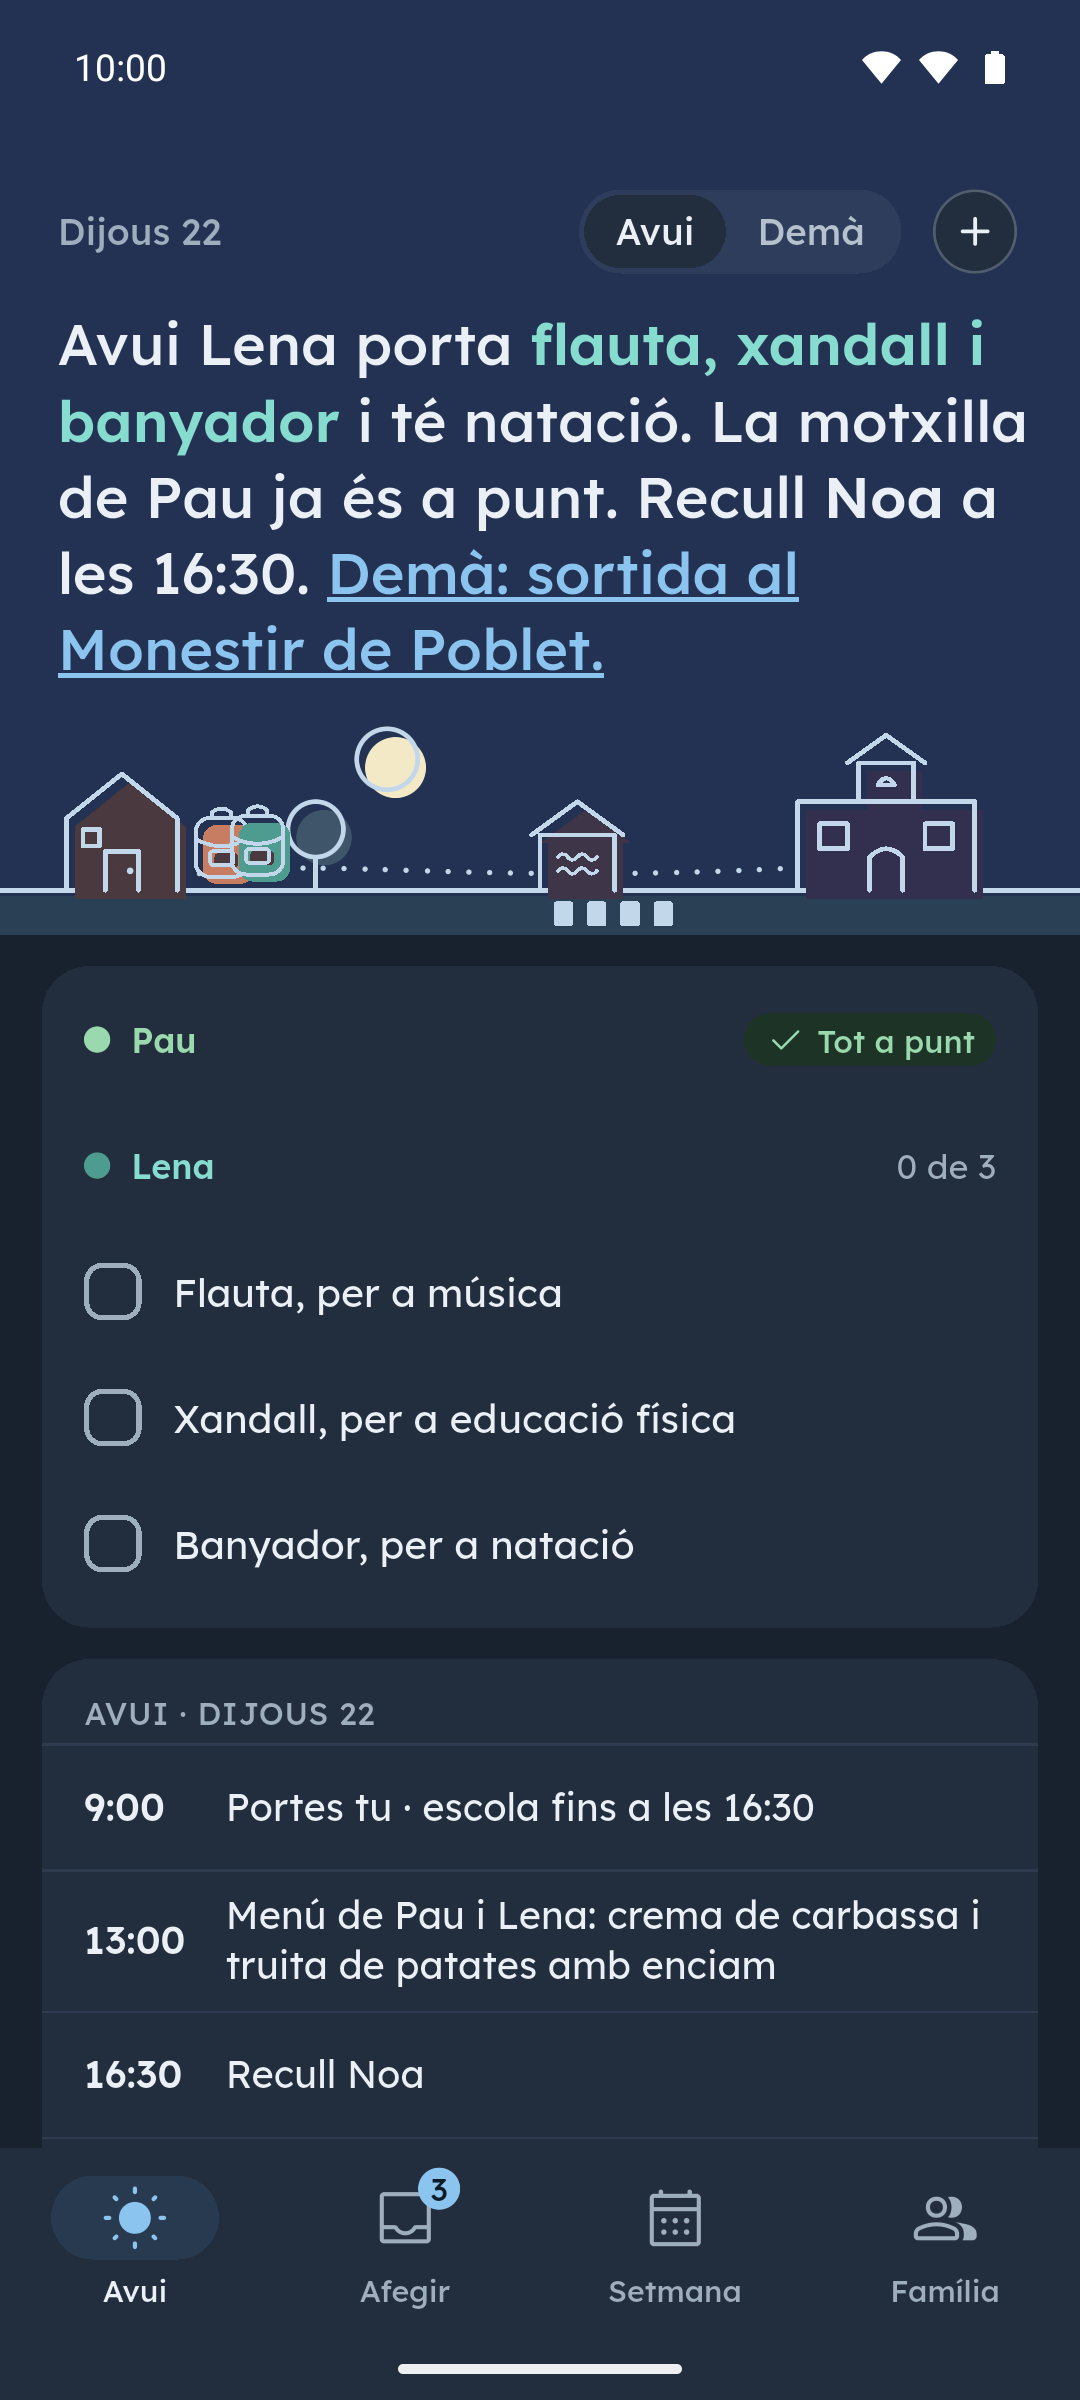 10:00
Dijous 22
Avui
Demà
Avui Lena porta flauta, xandall i
banyador i té natació. La motxilla
de Pau ja és a punt. Recull Noa a
les 16:30. Demà: sortida al
Monestir de Poblet.
Pau
Tot a punt
Lena
0 de 3
Flauta, per a música
Xandall, per a educació física
Banyador, per a natació
AVUI · DIJOUS 22
9:00
Portes tu · escola fins a les 16:30
13:00
Menú de Pau i Lena: crema de carbassa i
truita de patates amb enciam
16:30
Recull Noa
3
Avui
Afegir
Setmana
Família